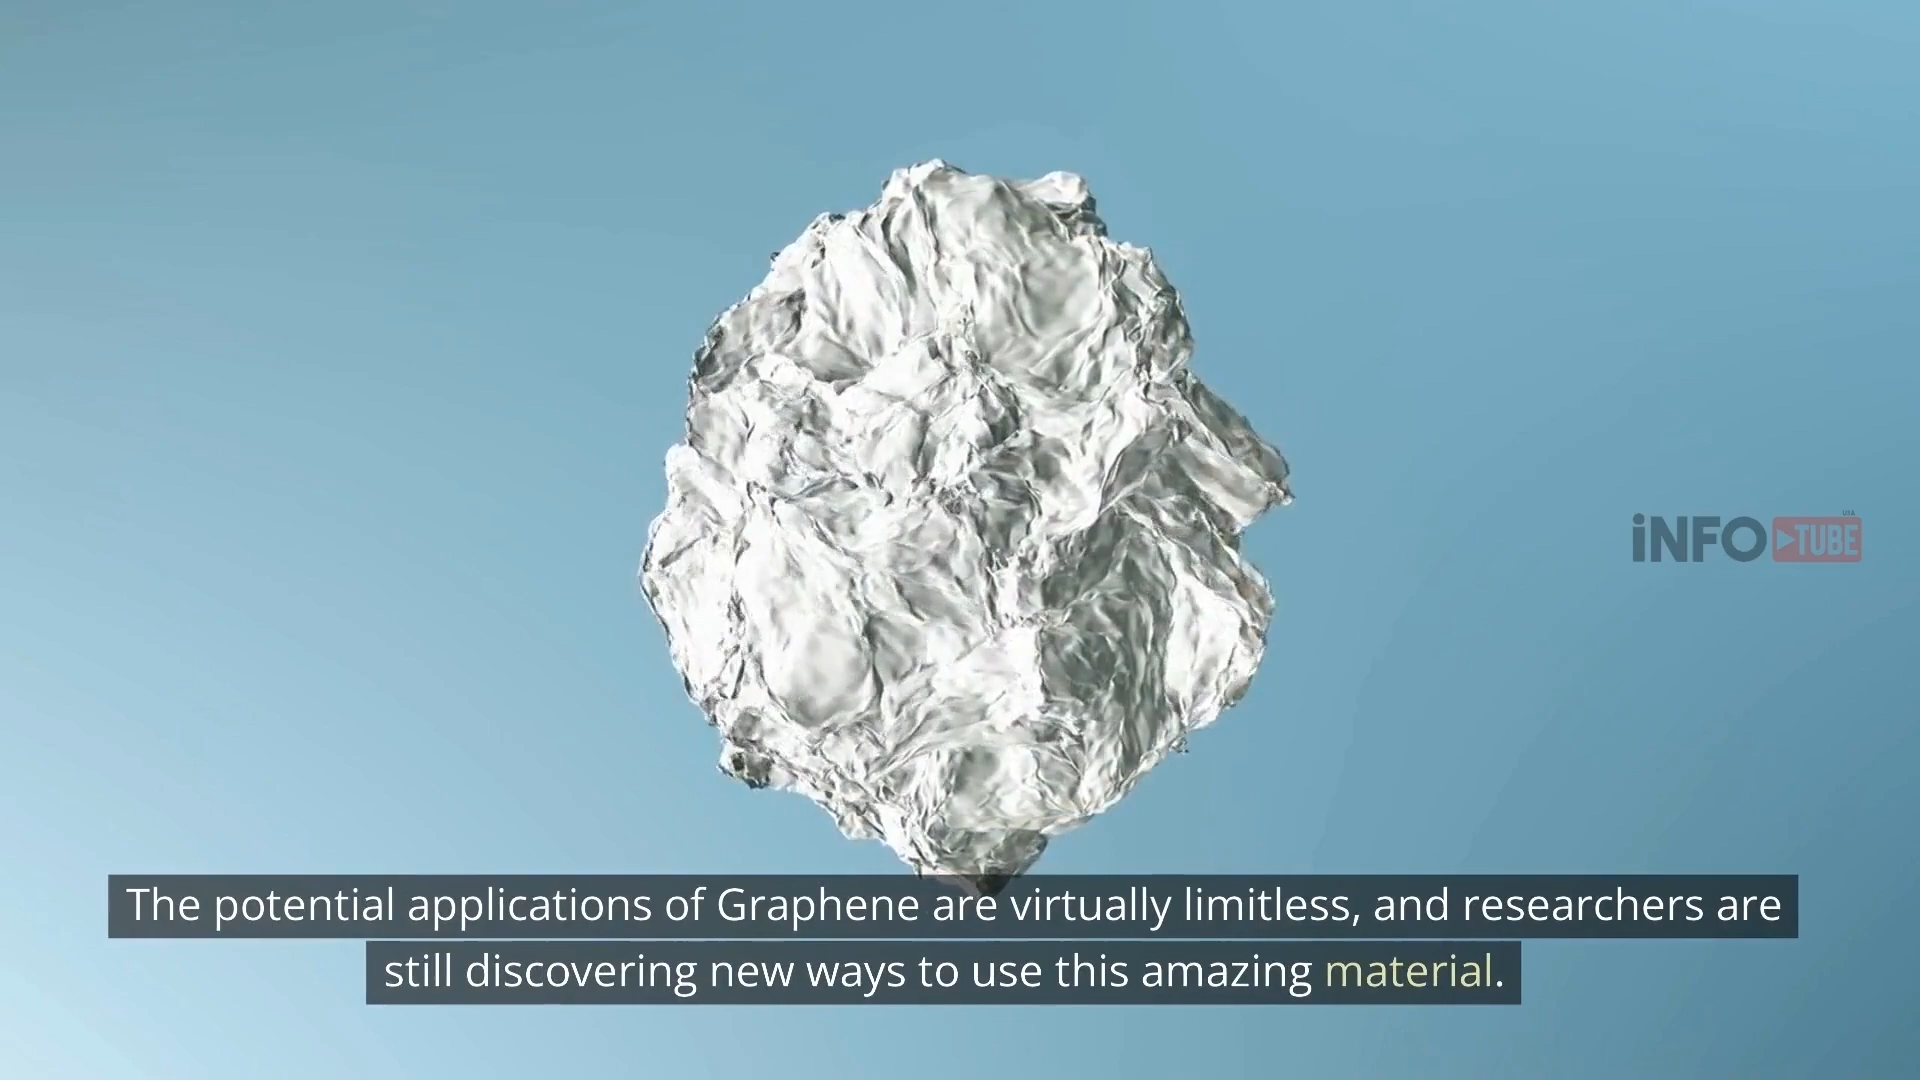 USA
iNFO TUBE
The potential applications of Graphene are virtually limitless, and researchers are
still discovering new ways to use this amazing material.